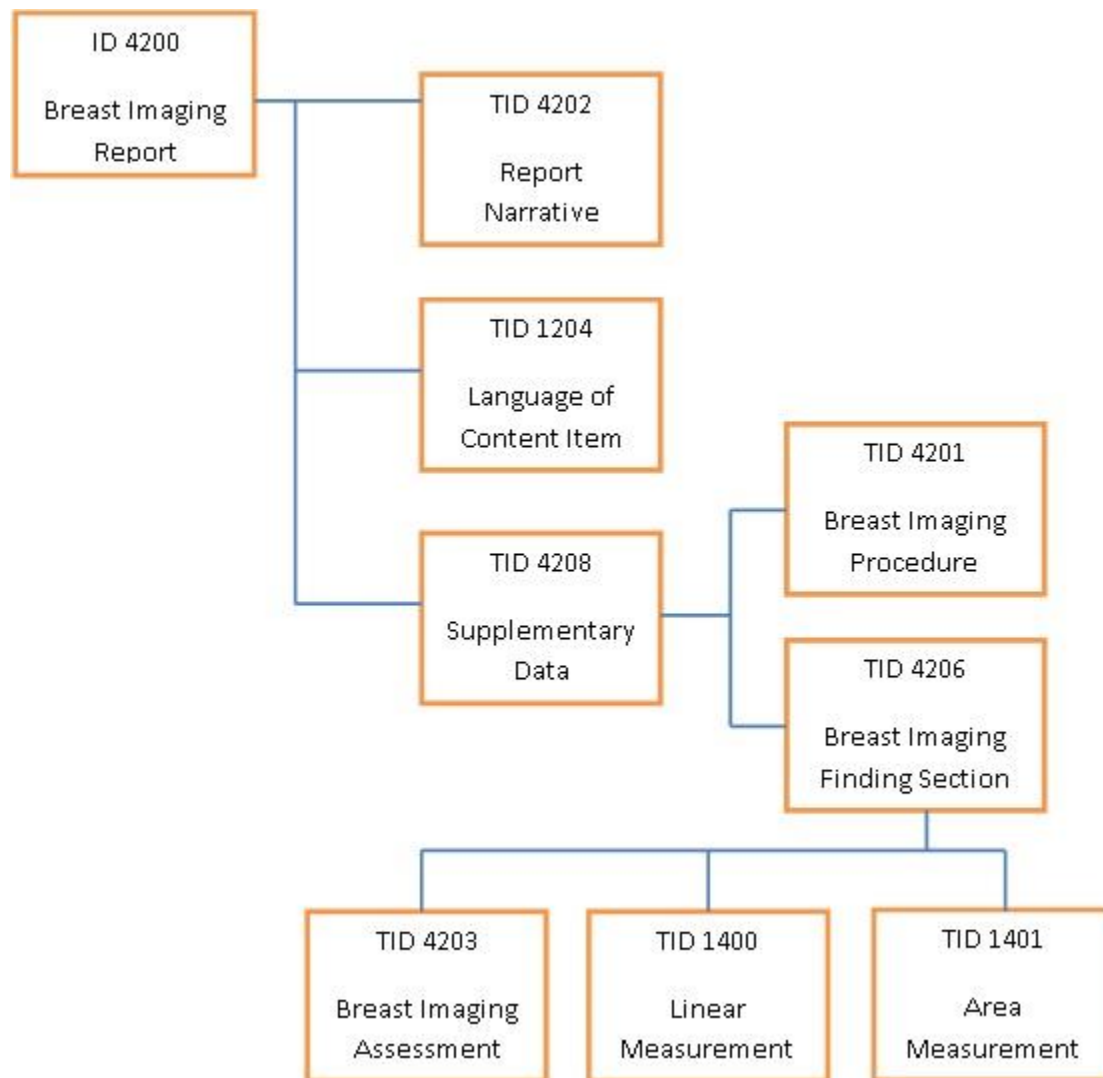 ID 4200
Breast Imaging
Report
TID 4202
Report
Narrative
TID 1204
Language of
Content Item
TID 4208
Supplementary
Data
TID 4201
Breast Imaging
Procedure
TID 4206
Breast Imaging
Finding Section
TID 4203
Breast Imaging
Assessment
TID 1400
Linear
Measurement
TID 1401
Area
Measurement